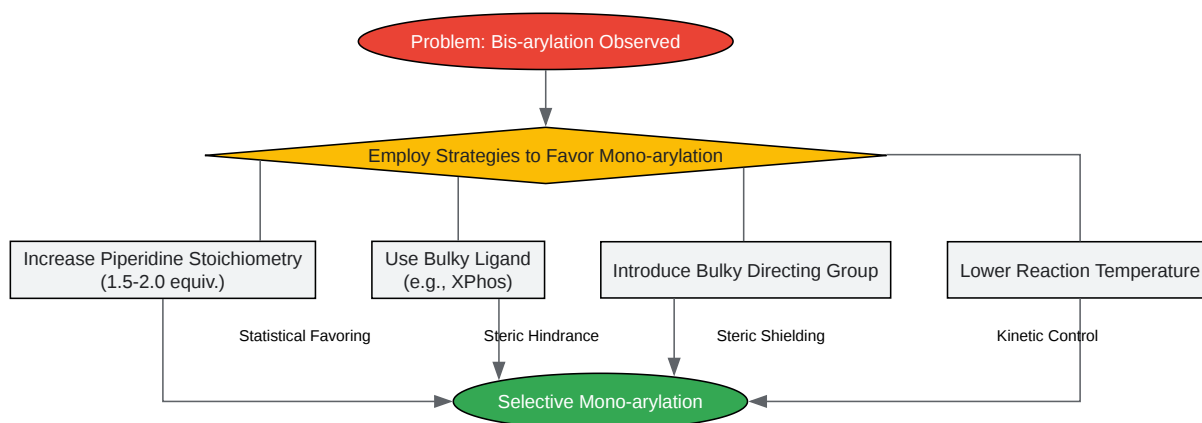 Problem: Bis-arylation Observed
Employ Strategies to Favor Mono-arylation
Increase Piperidine Stoichiometry
(1.5-2.0 equiv.)
Use Bulky Ligand
(e.g., XPhos)
Introduce Bulky Directing Group
Lower Reaction Temperature
Statistical Favoring
Steric Hindrance
Steric Shielding
Kinetic Control
Selective Mono-arylation